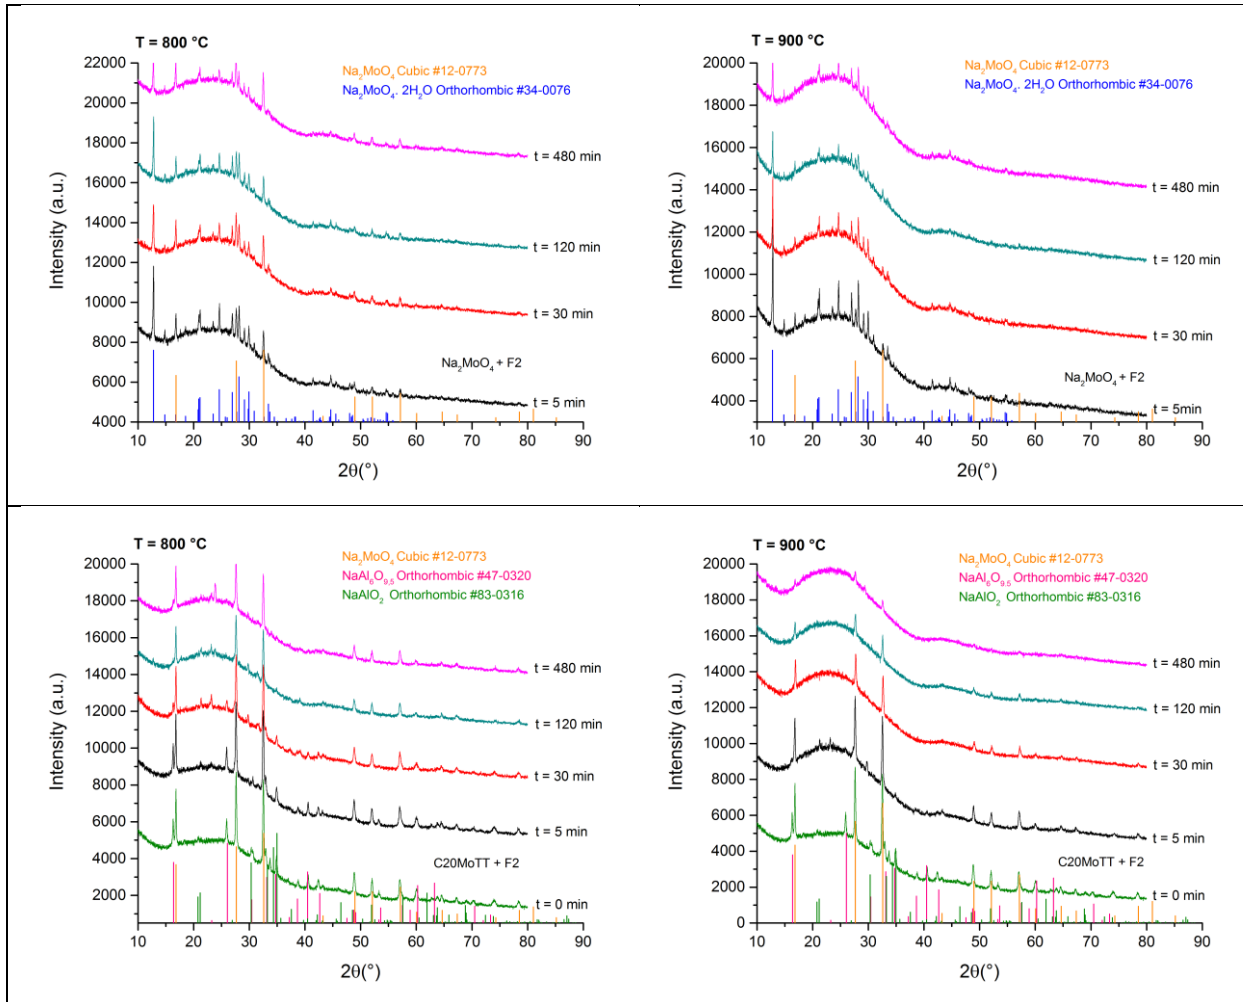 T = 800 °C
Na₂MoO₄ Cubic #12-0773
Na₂MoO₄. 2H₂O Orthorhombic #34-0076
Intensity (a.u.)
22000
20000
18000
16000
14000
12000
10000
8000
6000
4000
t = 480 min
t = 120 min
t = 30 min
Na₂MoO₄ + F2
t = 5 min
10 20 30 40 50 60 70 80 90
2θ(°)
T = 900 °C
Na₂MoO₄ Cubic #12-0773
Na₂MoO₄. 2H₂O Orthorhombic #34-0076
Intensity (a.u.)
20000
18000
16000
14000
12000
10000
8000
6000
4000
t = 480 min
t = 120 min
t = 30 min
Na₂MoO₄ + F2
t = 5min
10 20 30 40 50 60 70 80 90
2θ(°)
T = 800 °C
Na₂MoO₄ Cubic #12-0773
NaAl₆O₉.₅ Orthorhombic #47-0320
NaAlO₂ Orthorhombic #83-0316
Intensity (a.u.)
20000
18000
16000
14000
12000
10000
8000
6000
4000
2000
t = 480 min
t = 120 min
t = 30 min
t = 5 min
C20MoTT + F2
t = 0 min
10 20 30 40 50 60 70 80 90
2θ(°)
T = 900 °C
Na₂MoO₄ Cubic #12-0773
NaAl₆O₉.₅ Orthorhombic #47-0320
NaAlO₂ Orthorhombic #83-0316
Intensity (a.u.)
20000
18000
16000
14000
12000
10000
8000
6000
4000
2000
0
t = 480 min
t = 120 min
t = 30 min
t = 5 min
C20MoTT + F2
t = 0 min
10 20 30 40 50 60 70 80 90
2θ(°)